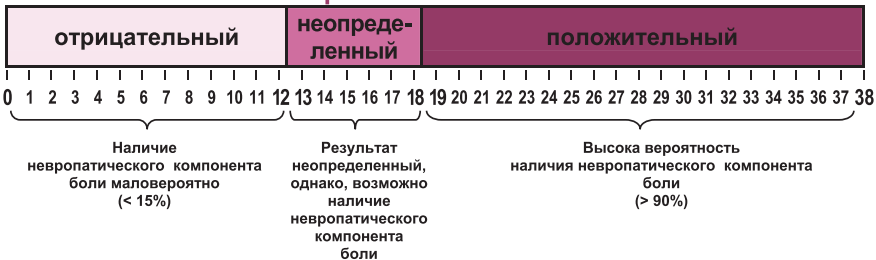 отрицательный
неопреде-
ленный
положительный
0 1 2 3 4 5 6 7 8 9 10 11 12 13 14 15 16 17 18 19 20 21 22 23 24 25 26 27 28 29 30 31 32 33 34 35 36 37 38
Наличие
невропатического компонента
боли маловероятно
(< 15%)
Результат
неопределенный,
однако, возможно
наличие
невропатического
компонента
боли
Высока вероятность
наличия невропатического компонента
боли
(> 90%)